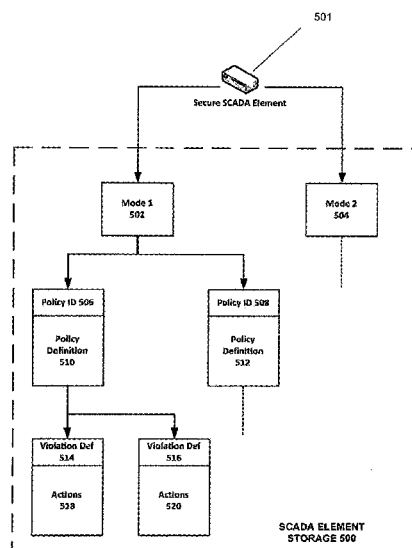 501
Secure SCADA Element
Mode 1
502
Mode 2
504
Policy ID 506
Policy ID 508
Policy
Definition
510
Policy
Definition
512
Violation Def
514
Violation Def
516
Actions
518
Actions
520
SCADA ELEMENT
STORAGE 500